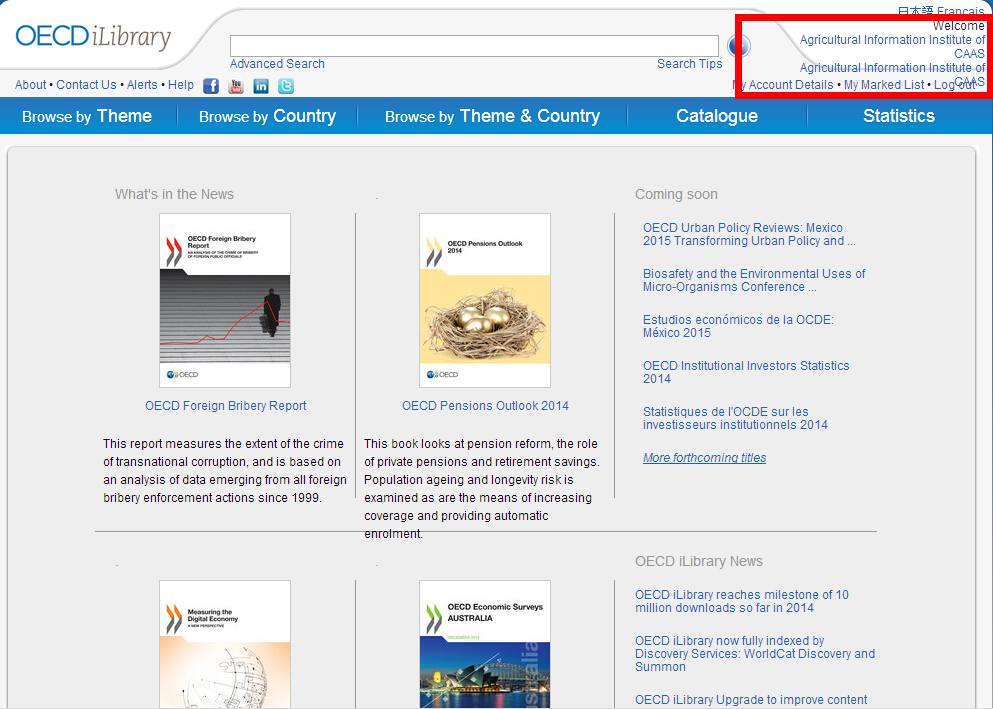 日本語 Français
OECDiLibrary
Welcome
Agricultural Information Institute of
CAAS
Agricultural Information Institute of
CAAS
Advanced Search
Search Tips
About • Contact Us • Alerts • Help
My Account Details • My Marked List • Logout
Browse by Theme
Browse by Country
Browse by Theme & Country
Catalogue
Statistics
What's in the News
.
Coming soon
OECD Foreign Bribery
Report
AN ANALYSIS OF THE CRIME OF BRIBERY
OF FOREIGN PUBLIC OFFICIALS
OECD
OECD Foreign Bribery Report
This report measures the extent of the crime
of transnational corruption, and is based on
an analysis of data emerging from all foreign
bribery enforcement actions since 1999.
OECD Pensions Outlook
2014
OECD
OECD Pensions Outlook 2014
This book looks at pension reform, the role
of private pensions and retirement savings.
Population ageing and longevity risk is
examined as are the means of increasing
coverage and providing automatic
enrolment.
OECD Urban Policy Reviews: Mexico
2015 Transforming Urban Policy and ...
Biosafety and the Environmental Uses of
Micro-Organisms Conference ...
Estudios económicos de la OCDE:
México 2015
OECD Institutional Investors Statistics
2014
Statistiques de l'OCDE sur les
investisseurs institutionnels 2014
More forthcoming titles
.
.
OECD iLibrary News
Measuring the
Digital Economy
A NEW PERSPECTIVE
OECD Economic Surveys
AUSTRALIA
DECEMBER 2014
ustralia
OECD iLibrary reaches milestone of 10
million downloads so far in 2014
OECD iLibrary now fully indexed by
Discovery Services: WorldCat Discovery and
Summon
OECD iLibrary Upgrade to improve content